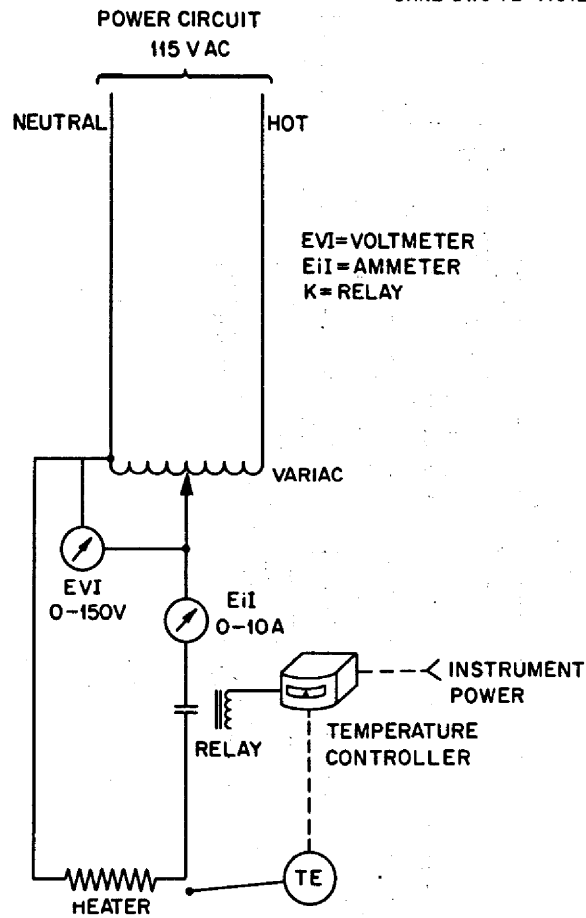 POWER CIRCUIT
115 V AC
NEUTRAL
HOT
EVI=VOLTMETER
EiI=AMMETER
K=RELAY
VARIAC
EVI
0-150V
EiI
0-10A
INSTRUMENT
POWER
RELAY
TEMPERATURE
CONTROLLER
TE
HEATER